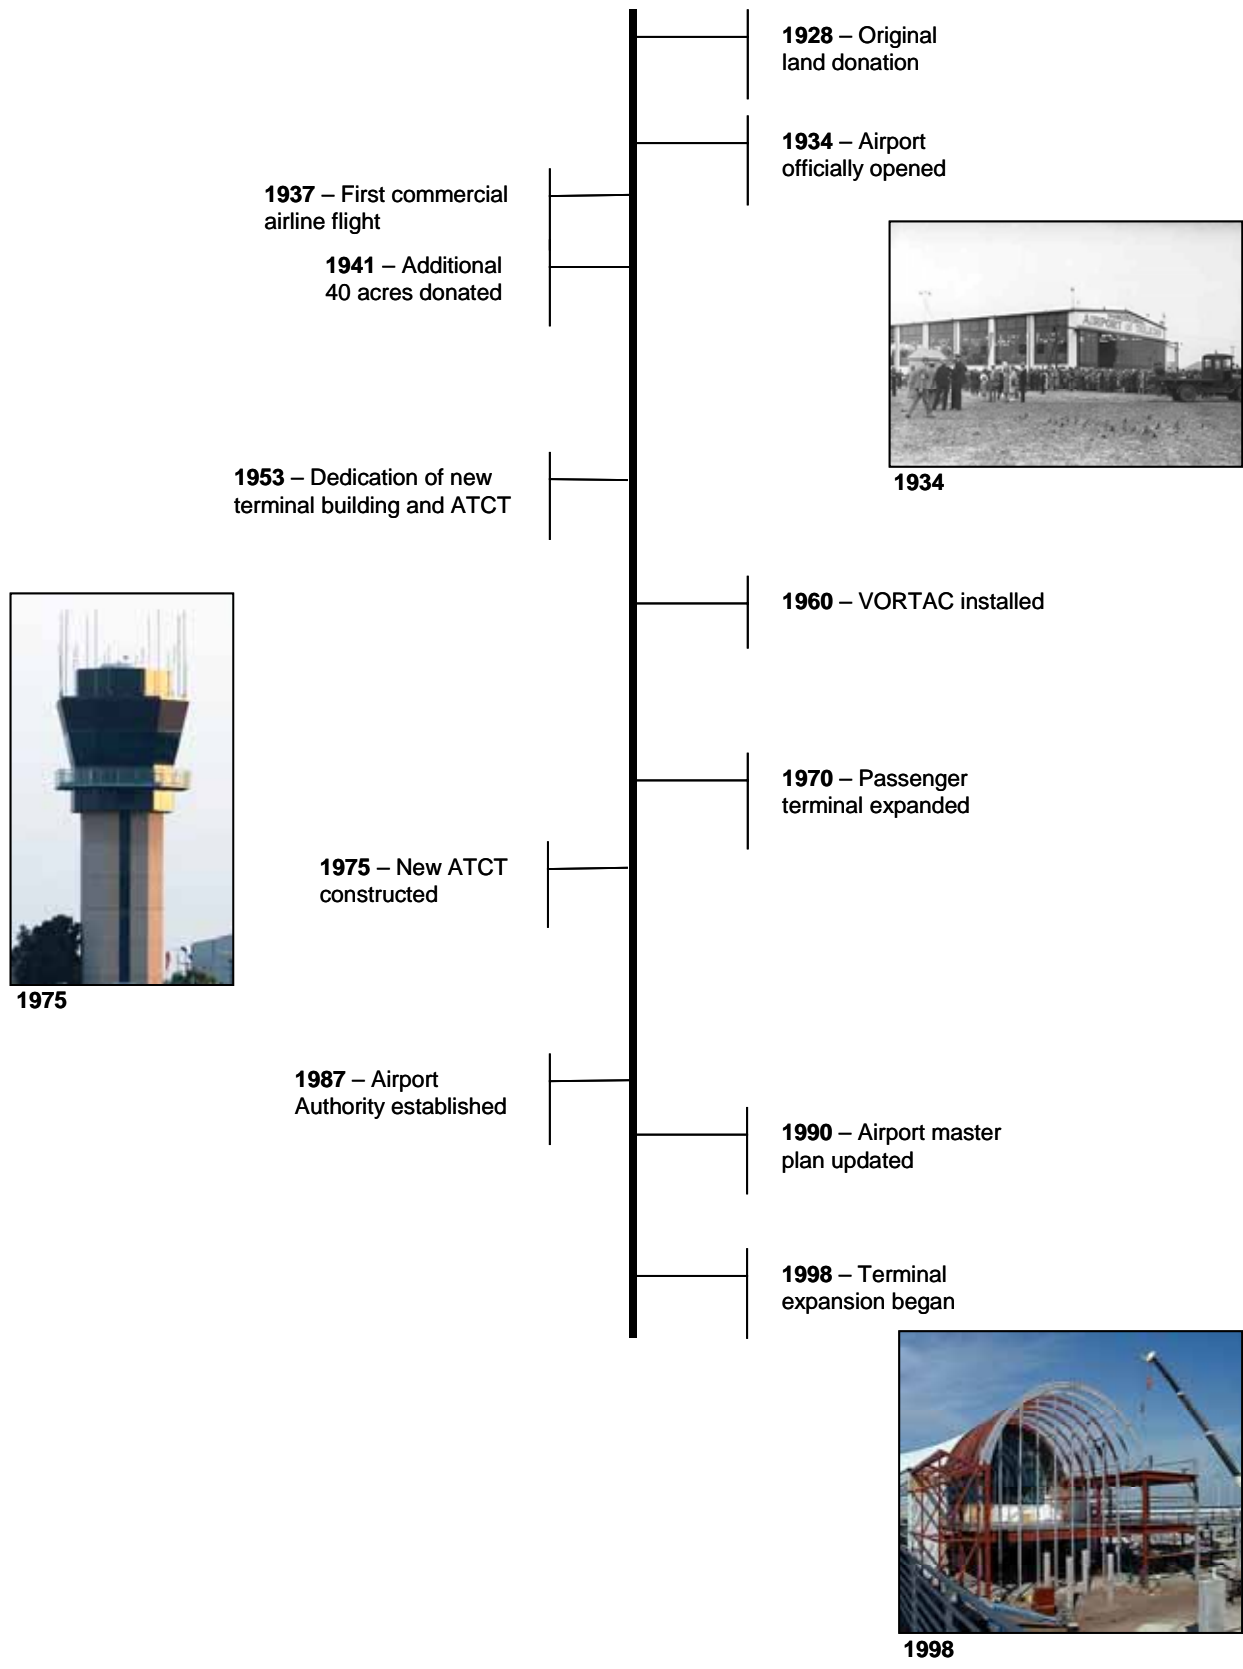 1928 – Original
land donation
1934 – Airport
officially opened
1937 – First commercial
airline flight
1941 – Additional
40 acres donated
AIRPORT OF
1934
1953 – Dedication of new
terminal building and ATCT
1960 – VORTAC installed
1970 – Passenger
terminal expanded
1975 – New ATCT
constructed
1975
1987 – Airport
Authority established
1990 – Airport master
plan updated
1998 – Terminal
expansion began
1998